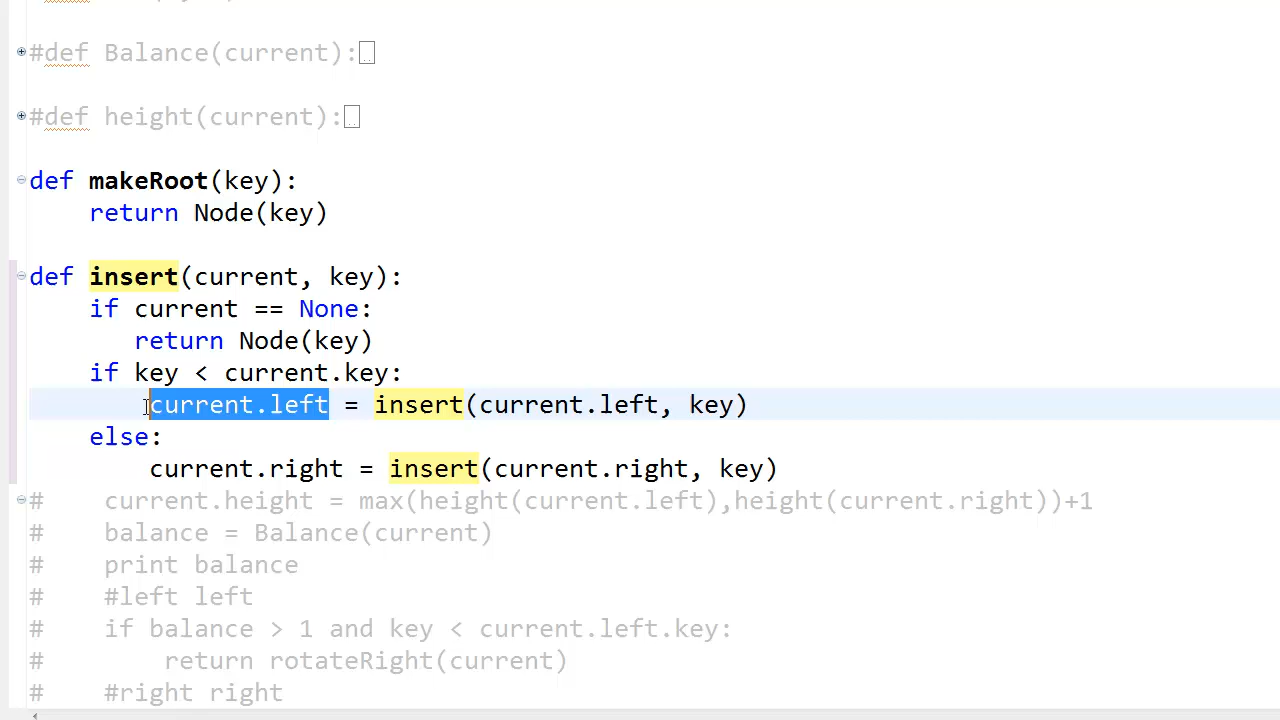 #def Balance(current):
#def height(current):
def makeRoot(key):
    return Node(key)
def insert(current, key):
    if current == None:
       return Node(key)
    if key < current.key:
        current.left = insert(current.left, key)
    else:
        current.right = insert(current.right, key)
#    current.height = max(height(current.left),height(current.right))+1
#    balance = Balance(current)
#    print balance
#    #left left
#    if balance > 1 and key < current.left.key:
#        return rotateRight(current)
#    #right right